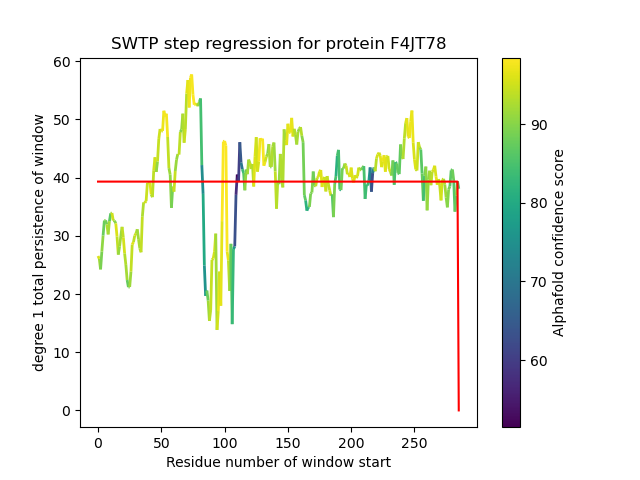 SWTP step regression for protein F4JT78
degree 1 total persistence of window
60
50
40
30
20
10
0
0 50 100 150 200 250
Residue number of window start
90
80
70
60
Alphafold confidence score